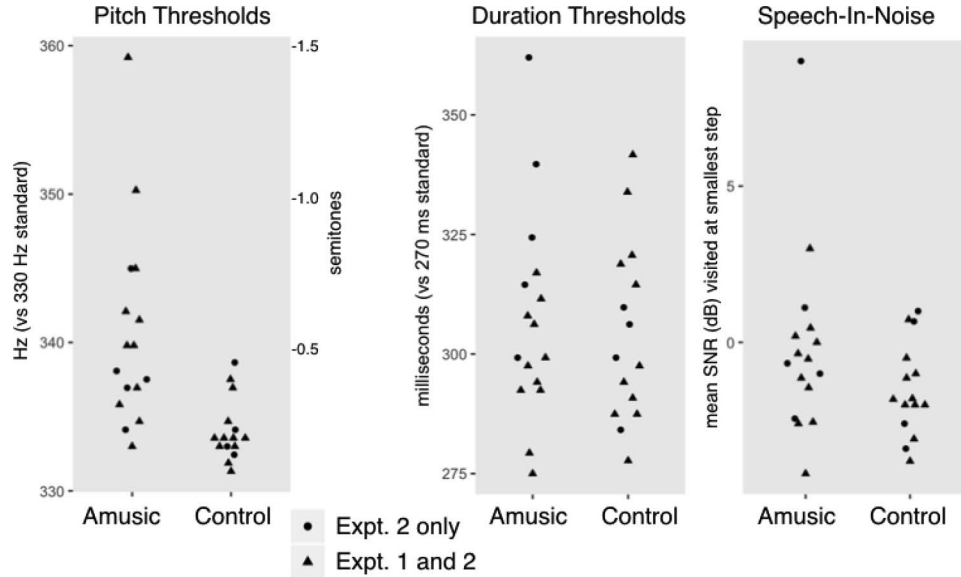 Pitch Thresholds
Duration Thresholds
Speech-In-Noise
Hz (vs 330 Hz standard)
360
350
340
330
-1.5
-1.0
-0.5
semitones
Amusic
Control
milliseconds (vs 270 ms standard)
350
325
300
275
Amusic
Control
mean SNR (dB) visited at smallest step
5
0
Amusic
Control
Expt. 2 only
Expt. 1 and 2